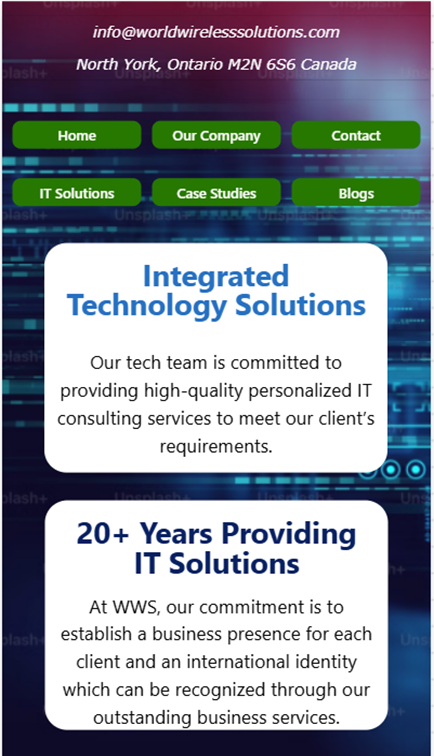 info@worldwirelesssolutions.com
North York, Ontario M2N 6S6 Canada
Home Our Company Contact
IT Solutions Case Studies Blogs
Integrated
Technology Solutions
Our tech team is committed to
providing high-quality personalized IT
consulting services to meet our client's
requirements.
20+ Years Providing
IT Solutions
At WWS, our commitment is to
establish a business presence for each
client and an international identity
which can be recognized through our
outstanding business services.